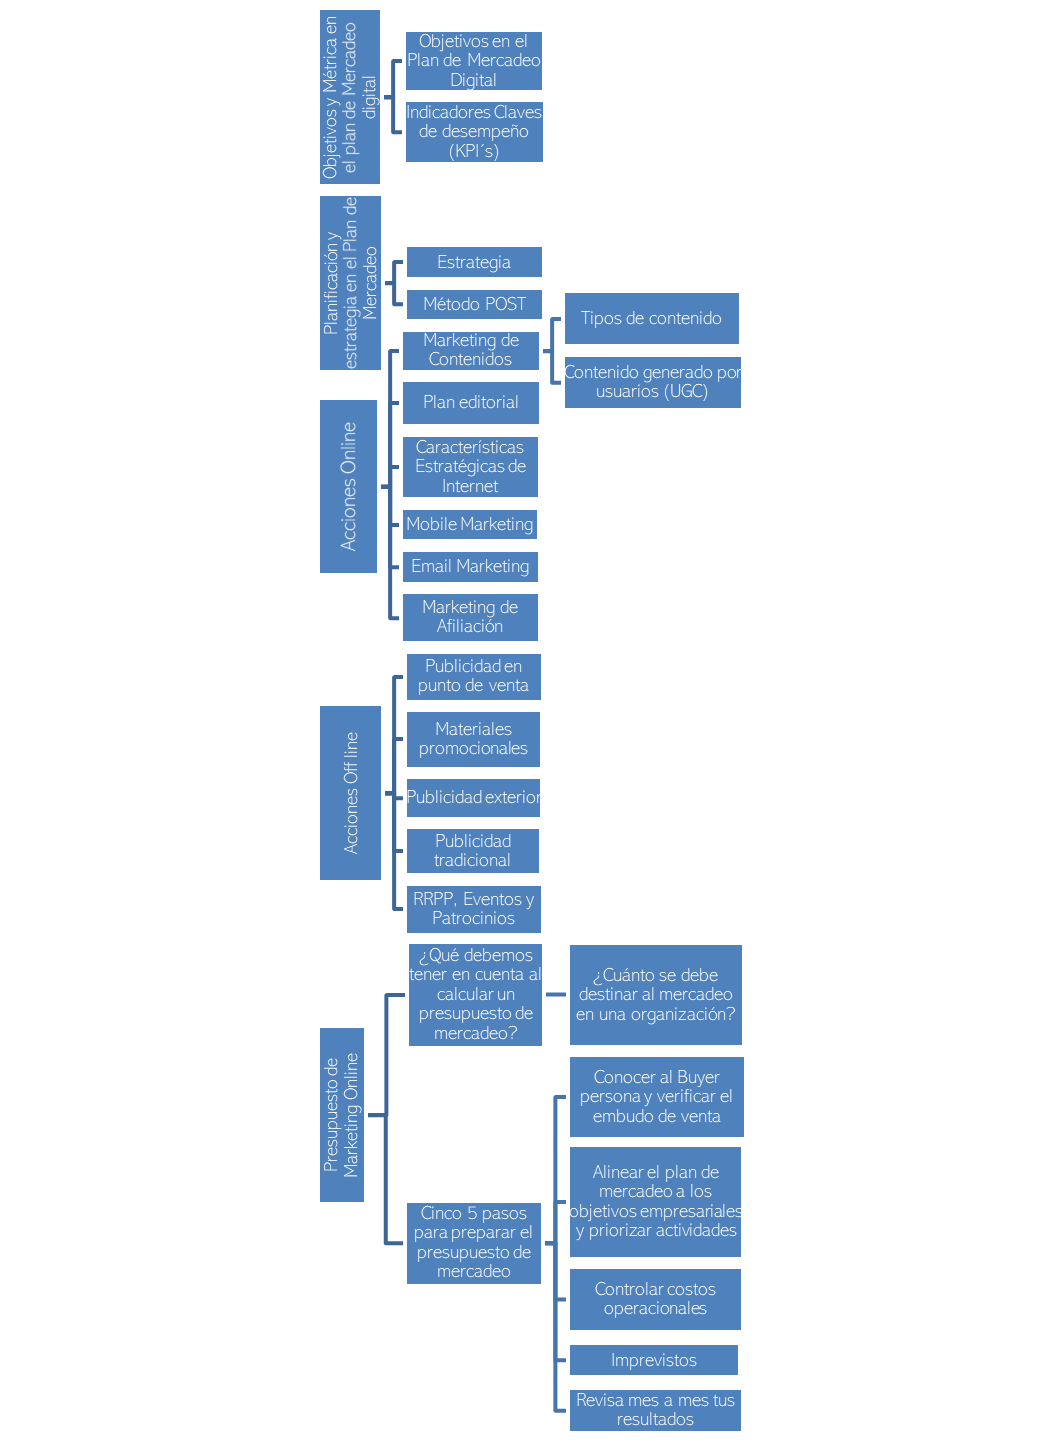 Objetivos y Métrica en
el plan de Mercadeo
digital
Objetivos en el
Plan de Mercadeo
Digital
Indicadores Claves
de desempeño
(KPI´s)
Planificación y
estrategia en el Plan de
Mercadeo
Estrategia
Método POST
Acciones Online
Marketing de
Contenidos
Tipos de contenido
Contenido generado por
usuarios (UGC)
Plan editorial
Características
Estratégicas de
Internet
Mobile Marketing
Email Marketing
Marketing de
Afiliación
Acciones Off line
Publicidad en
punto de venta
Materiales
promocionales
Publicidad exterior
Publicidad
tradicional
RRPP, Eventos y
Patrocinios
Presupuesto de
Marketing Online
¿Qué debemos
tener en cuenta al
calcular un
presupuesto de
mercadeo?
¿Cuánto se debe
destinar al mercadeo
en una organización?
Cinco 5 pasos
para preparar el
presupuesto de
mercadeo
Conocer al Buyer
persona y verificar el
embudo de venta
Alinear el plan de
mercadeo a los
objetivos empresariales
y priorizar actividades
Controlar costos
operacionales
Imprevistos
Revisa mes a mes tus
resultados